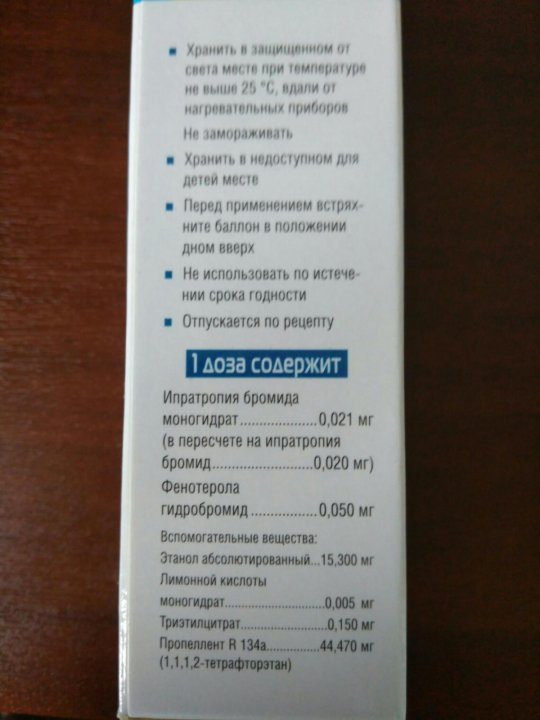 Хранить в защищенном от
света месте при температуре
не выше 25 °С, вдали от
нагревательных приборов
Не замораживать
Хранить в недоступном для
детей месте
Перед применением встрях-
ните баллон в положении
дном вверх
Не использовать по истече-
нии срока годности
Отпускается по рецепту
1 доза содержит
Ипратропия бромида
моногидрат.....................0,021 мг
(в пересчете на ипратропия
бромид...........................0,020 мг)
Фенотерола
гидробромид .................0,050 мг
Вспомогательные вещества:
Этанол абсолютированный...15,300 мг
Лимонной кислоты
моногидрат.............................0,005 мг
Триэтилцитрат.........................0,150 мг
Пропеллент R 134a................44,470 мг
(1,1,1,2-тетрафторэтан)